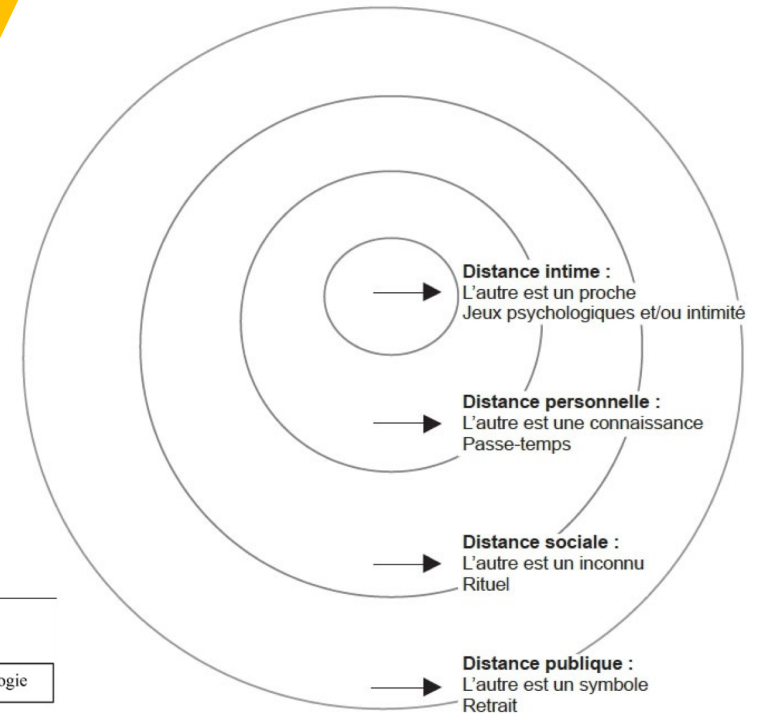 Distance intime :
L'autre est un proche
Jeux psychologiques et/ou intimité
Distance personnelle :
L'autre est une connaissance
Passe-temps
Distance sociale :
L'autre est un inconnu
Rituel
ogie
Distance publique :
L'autre est un symbole
Retrait